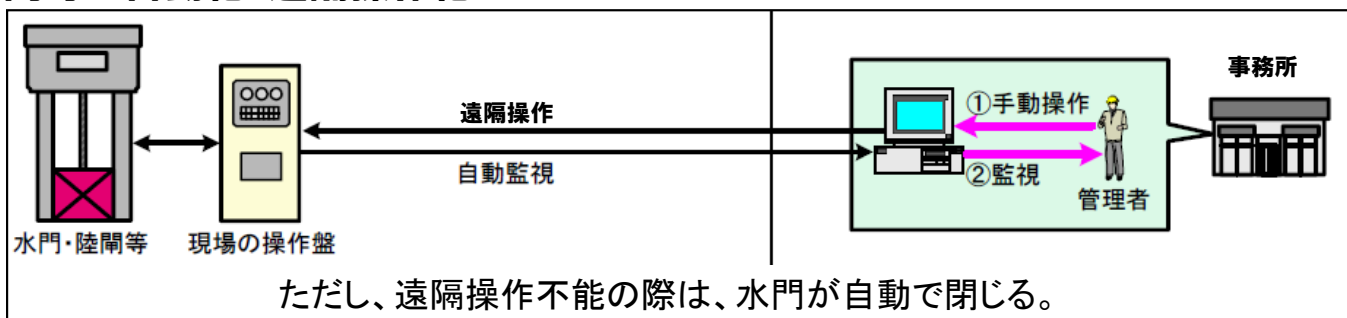 遠隔操作
自動監視
水門・陸閘等
現場の操作盤
①手動操作
②監視
管理者
事務所
ただし、遠隔操作不能の際は、水門が自動で閉じる。